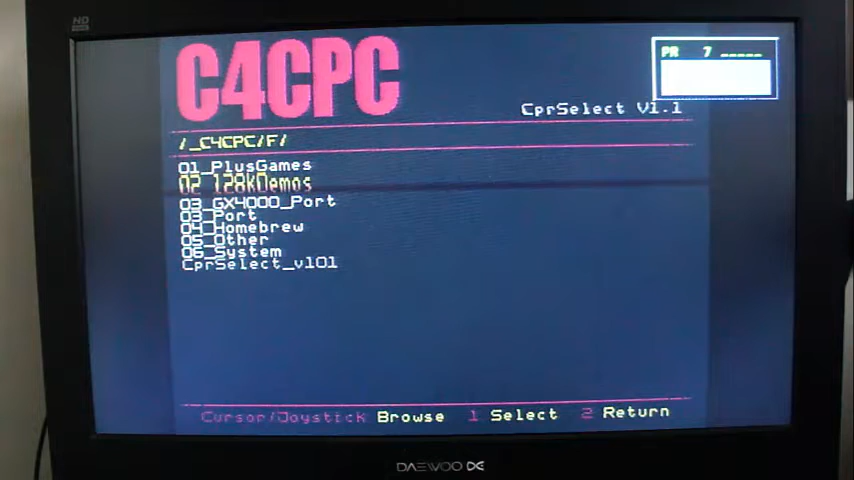 HD
C4CPC
PR 7 -----
CprSelect V1.1
/_C4CPC/F/
01_PlusGames
02_128kDemos
03_GX4000_Port
03_Port
04_Homebrew
05_Other
06_System
CprSelect_v101
Cursor/Joystick Browse 1 Select 2 Return
DAEWOO